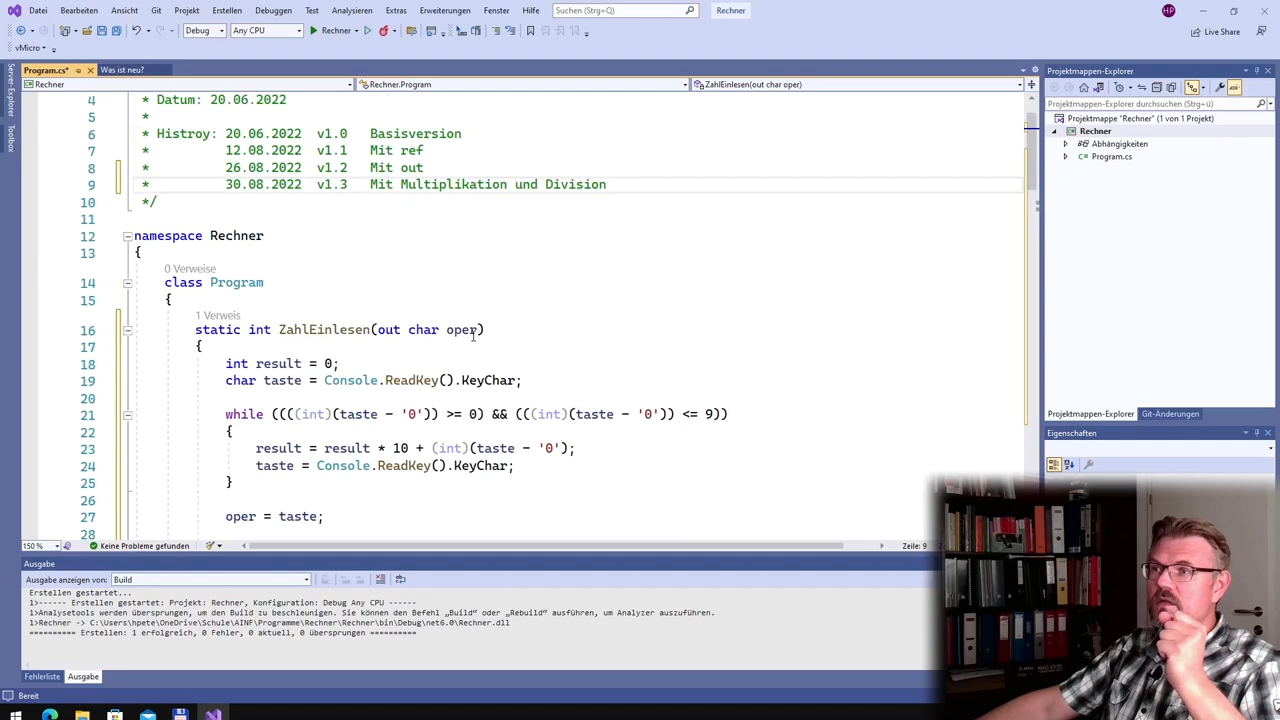 Datei Bearbeiten Ansicht Git Projekt Erstellen Debuggen Test Analysieren Extras Erweiterungen Fenster Hilfe Suchen (Strg+Q) Rechner HP
Debug Any CPU Rechner Live Share
vMicro
Program.cs* Was ist neu? Projektmappen-Explorer
Rechner Rechner.Program ZahlEinlesen(out char oper)
Server-Explorer
Toolbox
Projektmappen-Explorer durchsuchen (Strg+ü)
Projektmappe "Rechner" (1 von 1 Projekt)
Rechner
Abhängigkeiten
Program.cs
4 * Datum: 20.06.2022
5 *
6 * Histroy: 20.06.2022 v1.0 Basisversion
7 * 12.08.2022 v1.1 Mit ref
8 * 26.08.2022 v1.2 Mit out
9 * 30.08.2022 v1.3 Mit Multiplikation und Division
10 */
11
12 namespace Rechner
13 {
0 Verweise
14 class Program
15 {
1 Verweis
16 static int ZahlEinlesen(out char oper)
17 {
18 int result = 0;
19 char taste = Console.ReadKey().KeyChar;
20
21 while ((((int)(taste - '0')) >= 0) && (((int)(taste - '0')) <= 9))
22 {
23 result = result * 10 + (int)(taste - '0');
24 taste = Console.ReadKey().KeyChar;
25 }
26
27 oper = taste;
28
Projektmappen-Explorer Git-Änderungen
Eigenschaften
150 % Keine Probleme gefunden Zeile: 9
Ausgabe
Ausgabe anzeigen von: Build
Erstellen gestartet...
1>------ Erstellen gestartet: Projekt: Rechner, Konfiguration: Debug Any CPU ------
1>Analysetools werden übersprungen, um den Build zu beschleunigen. Sie können den Befehl „Build" oder „Rebuild" ausführen, um Analyzer auszuführen.
1>Rechner -> C:\Users\hpete\OneDrive\Schule\AINF\Programme\Rechner\Rechner\bin\Debug\net6.0\Rechner.dll
========== Erstellen: 1 erfolgreich, 0 Fehler, 0 aktuell, 0 übersprungen ==========
Fehlerliste Ausgabe
Bereit